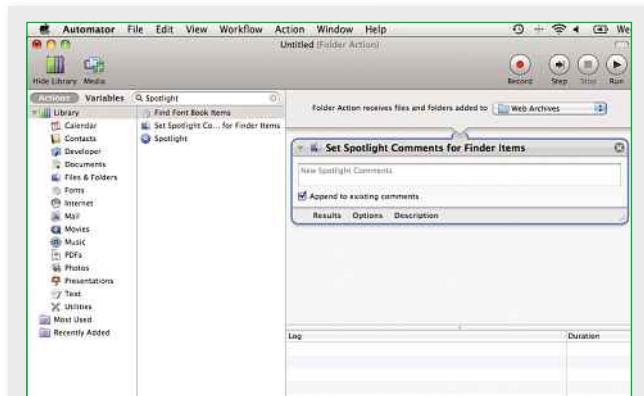 Automator File Edit View Workflow Action Window Help We
Untitled (Folder Action)
Hide Library Media Record Step Stop Run
Actions Variables Spotlight
Folder Action receives files and folders added to Web Archives
Library
Calendar
Contacts
Developer
Documents
Files & Folders
Fonts
Internet
Mail
Movies
Music
PDFs
Photos
Presentations
Text
Utilities
Most Used
Recently Added
Find Font Book Items
Set Spotlight Co... for Finder Items
Spotlight
Set Spotlight Comments for Finder Items
New Spotlight Comments
Append to existing comments
Results Options Description
Log Duration